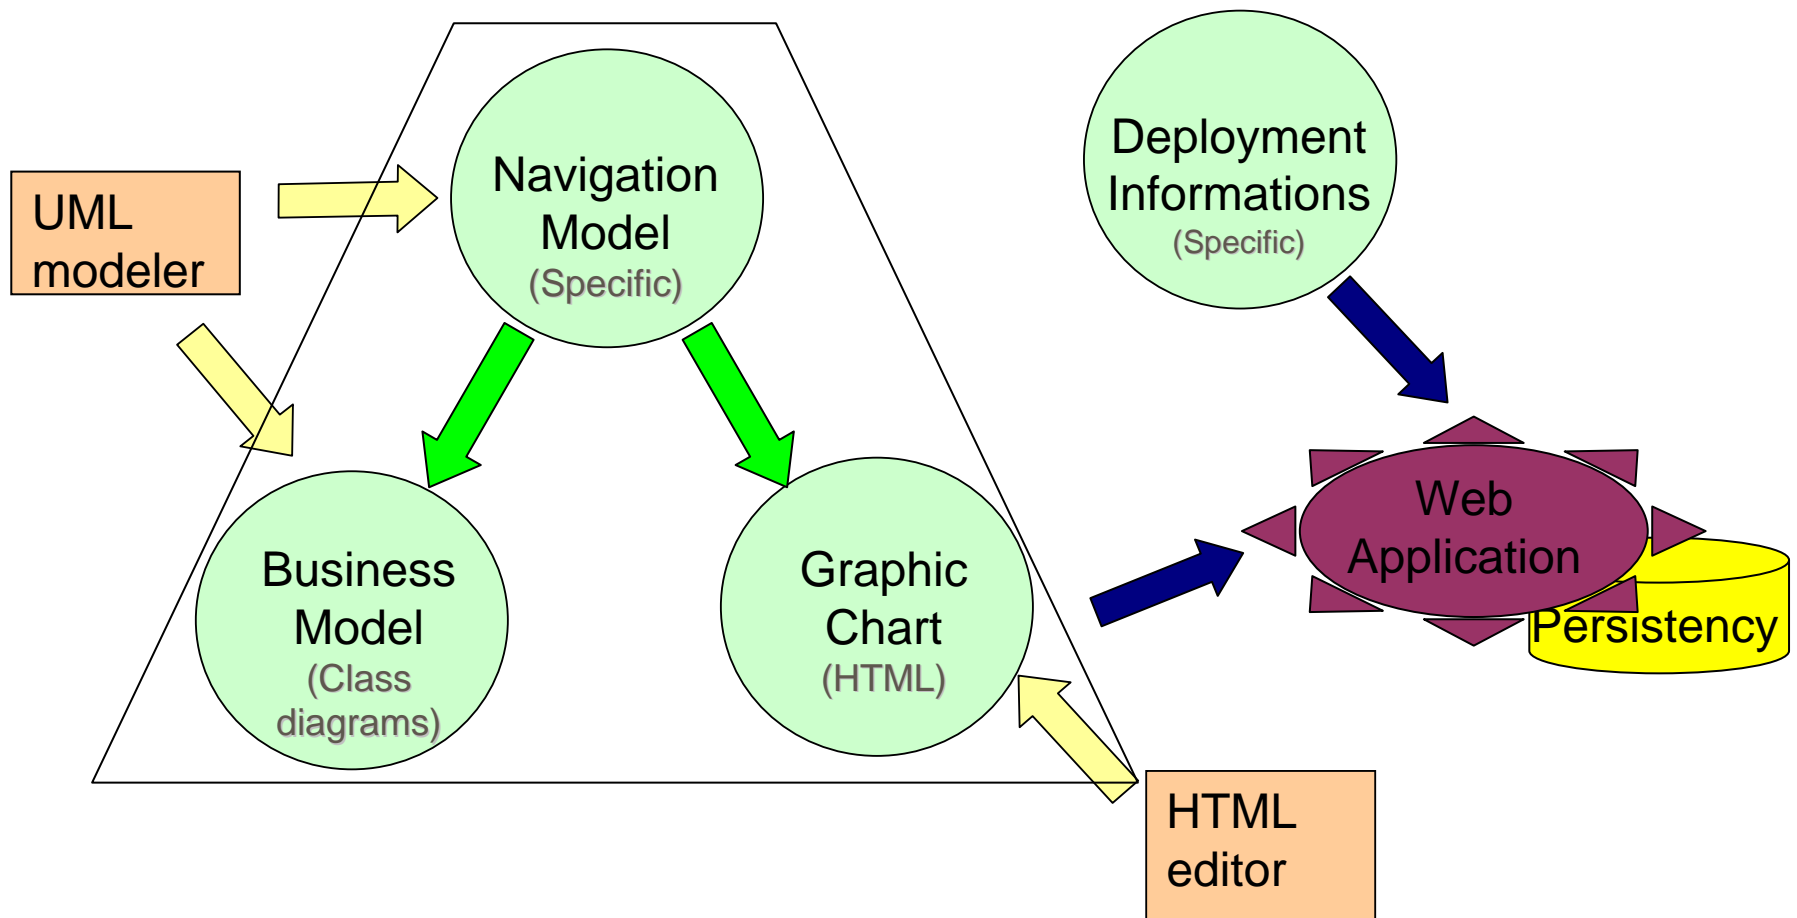 Navigation
Model
(Specific)
Deployment
Informations
(Specific)
UML
modeler
Business
Model
(Class
diagrams)
Graphic
Chart
(HTML)
Web
Application
Persistency
HTML
editor